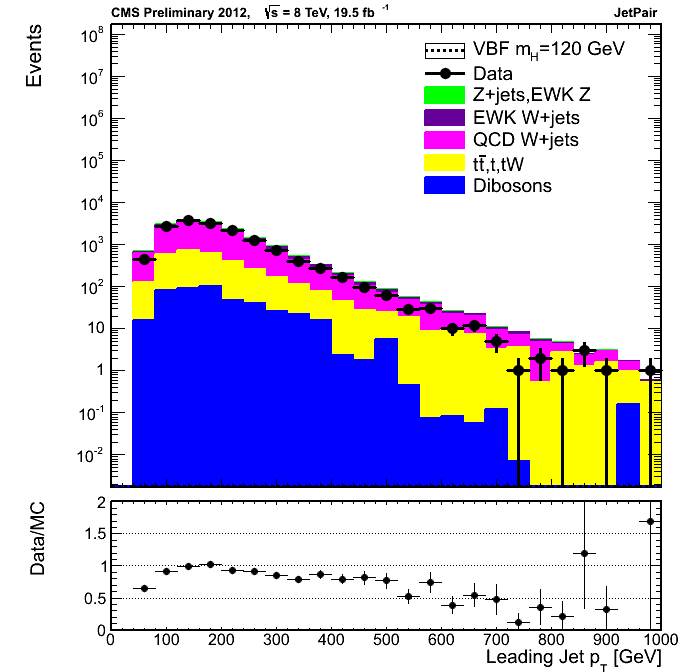 CMS Preliminary 2012, √s = 8 TeV, 19.5 fb⁻¹ JetPair
Events
10⁸
10⁷
10⁶
10⁵
10⁴
10³
10²
10
1
10⁻¹
10⁻²
VBF m_H=120 GeV
Data
Z+jets,EWK Z
EWK W+jets
QCD W+jets
tt̄,t,tW
Dibosons
Data/MC
2
1.5
1
0.5
0
0 100 200 300 400 500 600 700 800 900 1000
Leading Jet p_T [GeV]